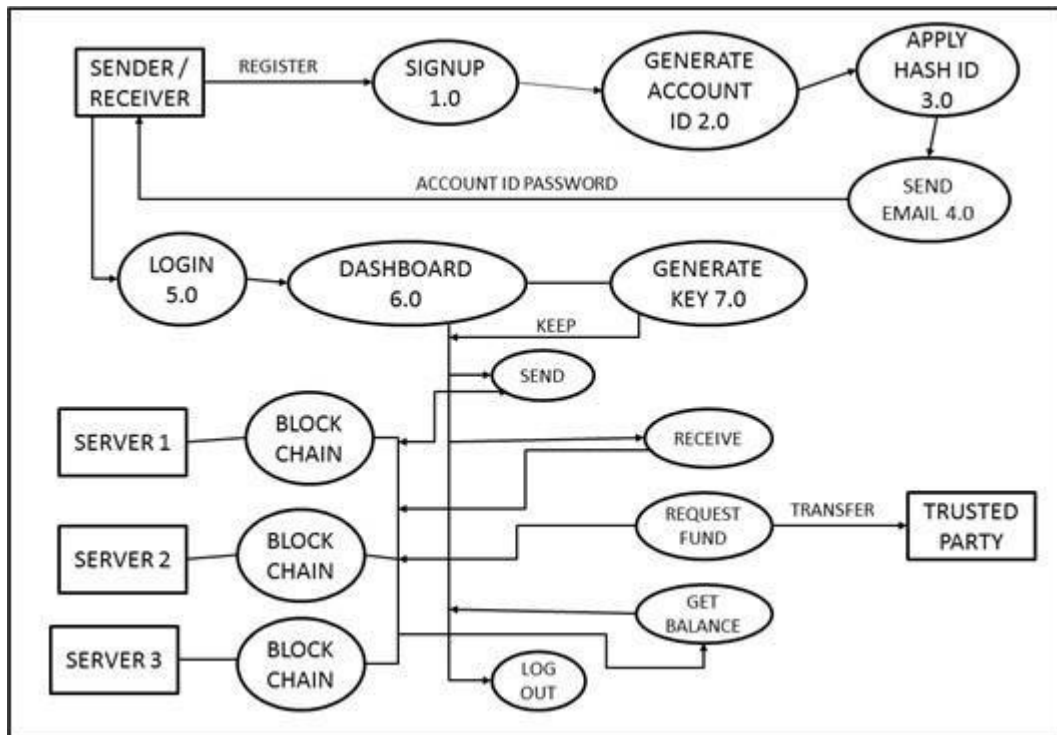 SENDER /
RECEIVER
REGISTER
SIGNUP
1.0
GENERATE
ACCOUNT
ID 2.0
APPLY
HASH ID
3.0
ACCOUNT ID PASSWORD
SEND
EMAIL 4.0
LOGIN
5.0
DASHBOARD
6.0
GENERATE
KEY 7.0
KEEP
SEND
SERVER 1
BLOCK
CHAIN
RECEIVE
SERVER 2
BLOCK
CHAIN
REQUEST
FUND
TRANSFER
TRUSTED
PARTY
GET
BALANCE
SERVER 3
BLOCK
CHAIN
LOG
OUT